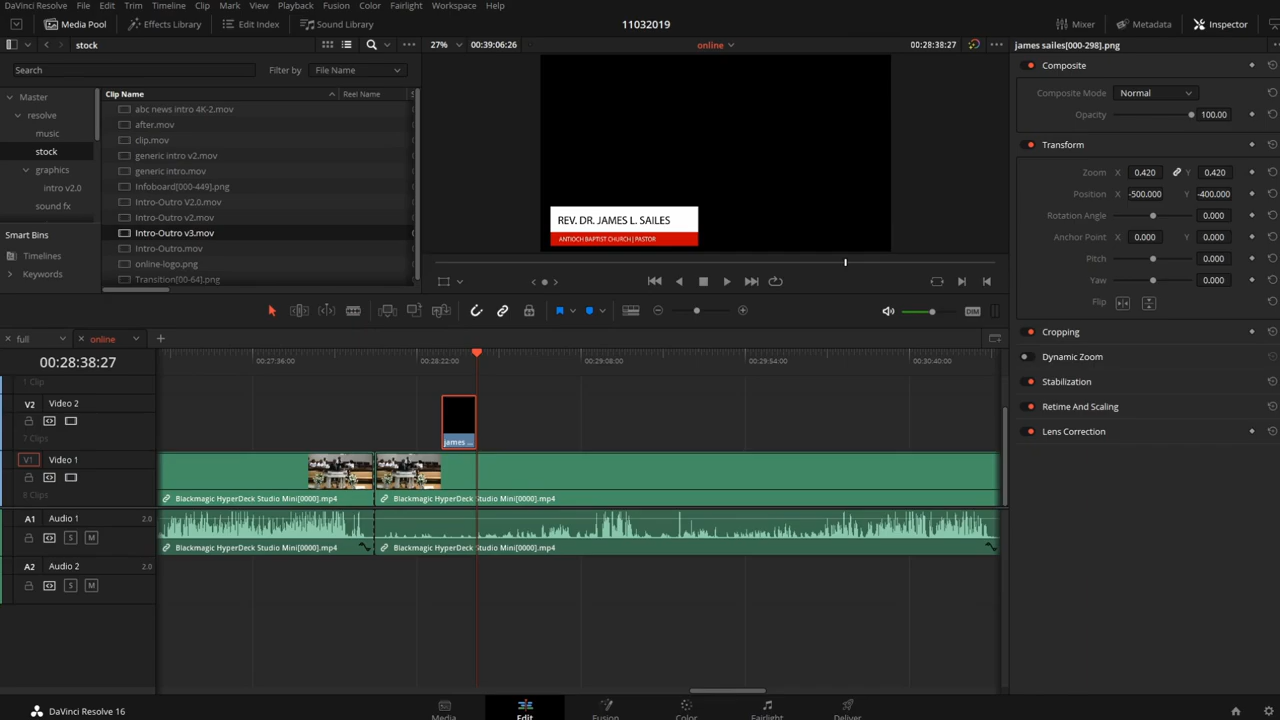 DaVinci Resolve File Edit Trim Timeline Clip Mark View Playback Fusion Color Fairlight Workspace Help
Media Pool Effects Library Edit Index Sound Library 11032019 Mixer Metadata Inspector
stock 27% 00:39:06:26 online 00:28:38:27 james sailes[000-298].png
Search Filter by File Name
Clip Name Reel Name
Master
resolve
music
stock
graphics
intro v2.0
sound fx
Smart Bins
Timelines
Keywords
abc news intro 4K-2.mov
after.mov
clip.mov
generic intro v2.mov
generic intro.mov
Infoboard[000-449].png
Intro-Outro V2.0.mov
Intro-Outro v2.mov
Intro-Outro v3.mov
Intro-Outro.mov
online-logo.png
Transition[00-64].png
REV. DR. JAMES L. SAILES
ANTIOCH BAPTIST CHURCH | PASTOR
Composite
Composite Mode Normal
Opacity 100.00
Transform
Zoom X 0.420 Y 0.420
Position X -500.000 Y -400.000
Rotation Angle 0.000
Anchor Point X 0.000 Y 0.000
Pitch 0.000
Yaw 0.000
Flip
Cropping
Dynamic Zoom
Stabilization
Retime And Scaling
Lens Correction
DIM
full online
00:28:38:27 00:27:36:00 00:28:22:00 00:29:08:00 00:29:54:00 00:30:40:00
1 Clip
V2 Video 2
7 Clips
james ...
V1 Video 1
8 Clips
Blackmagic HyperDeck Studio Mini[0000].mp4 Blackmagic HyperDeck Studio Mini[0000].mp4
A1 Audio 1 2.0
S M
Blackmagic HyperDeck Studio Mini[0000].mp4 Blackmagic HyperDeck Studio Mini[0000].mp4
A2 Audio 2 2.0
S M
DaVinci Resolve 16 Media Edit Fusion Color Fairlight Deliver